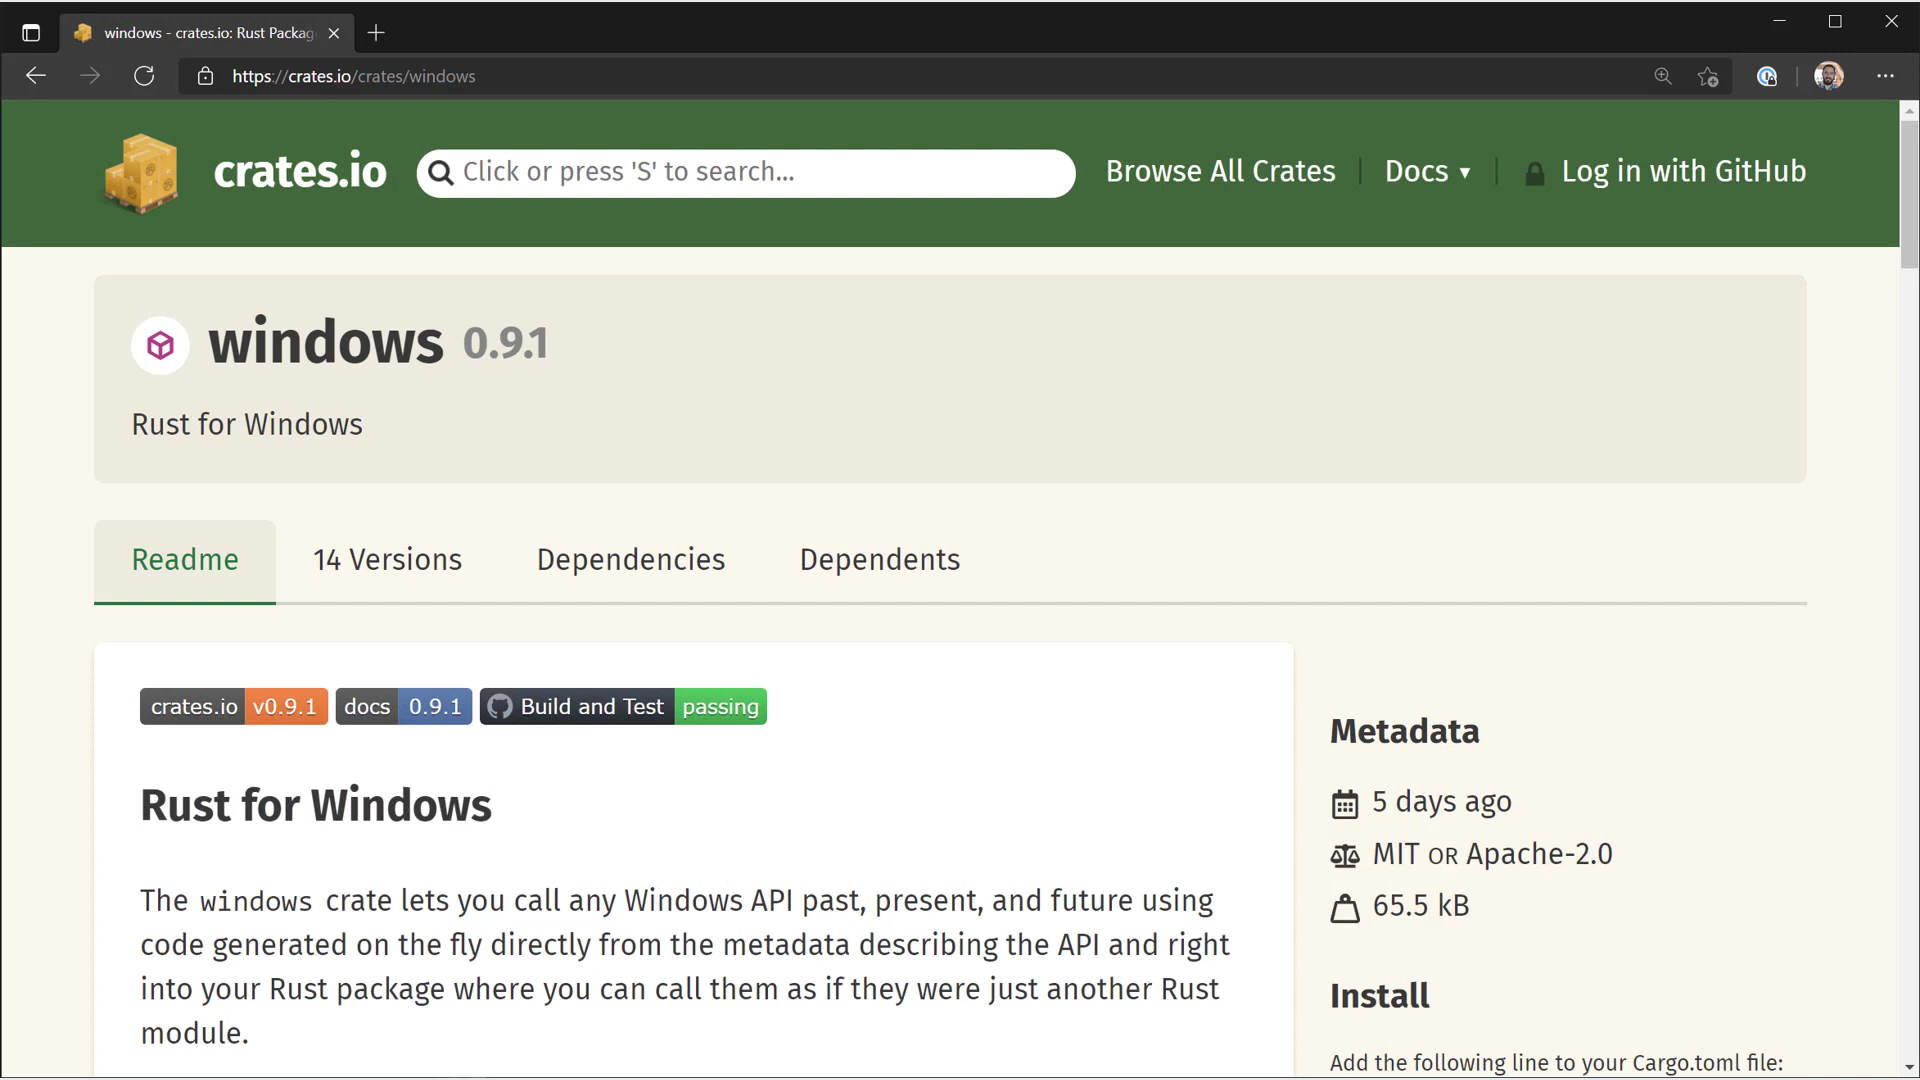 windows - crates.io: Rust Packag
https://crates.io/crates/windows
crates.io
Click or press 'S' to search...
Browse All Crates
Docs ▼
Log in with GitHub
windows 0.9.1
Rust for Windows
Readme
14 Versions
Dependencies
Dependents
crates.io v0.9.1
docs 0.9.1
Build and Test passing
Rust for Windows
The windows crate lets you call any Windows API past, present, and future using
code generated on the fly directly from the metadata describing the API and right
into your Rust package where you can call them as if they were just another Rust
module.
Metadata
5 days ago
MIT OR Apache-2.0
65.5 kB
Install
Add the following line to your Cargo.toml file: